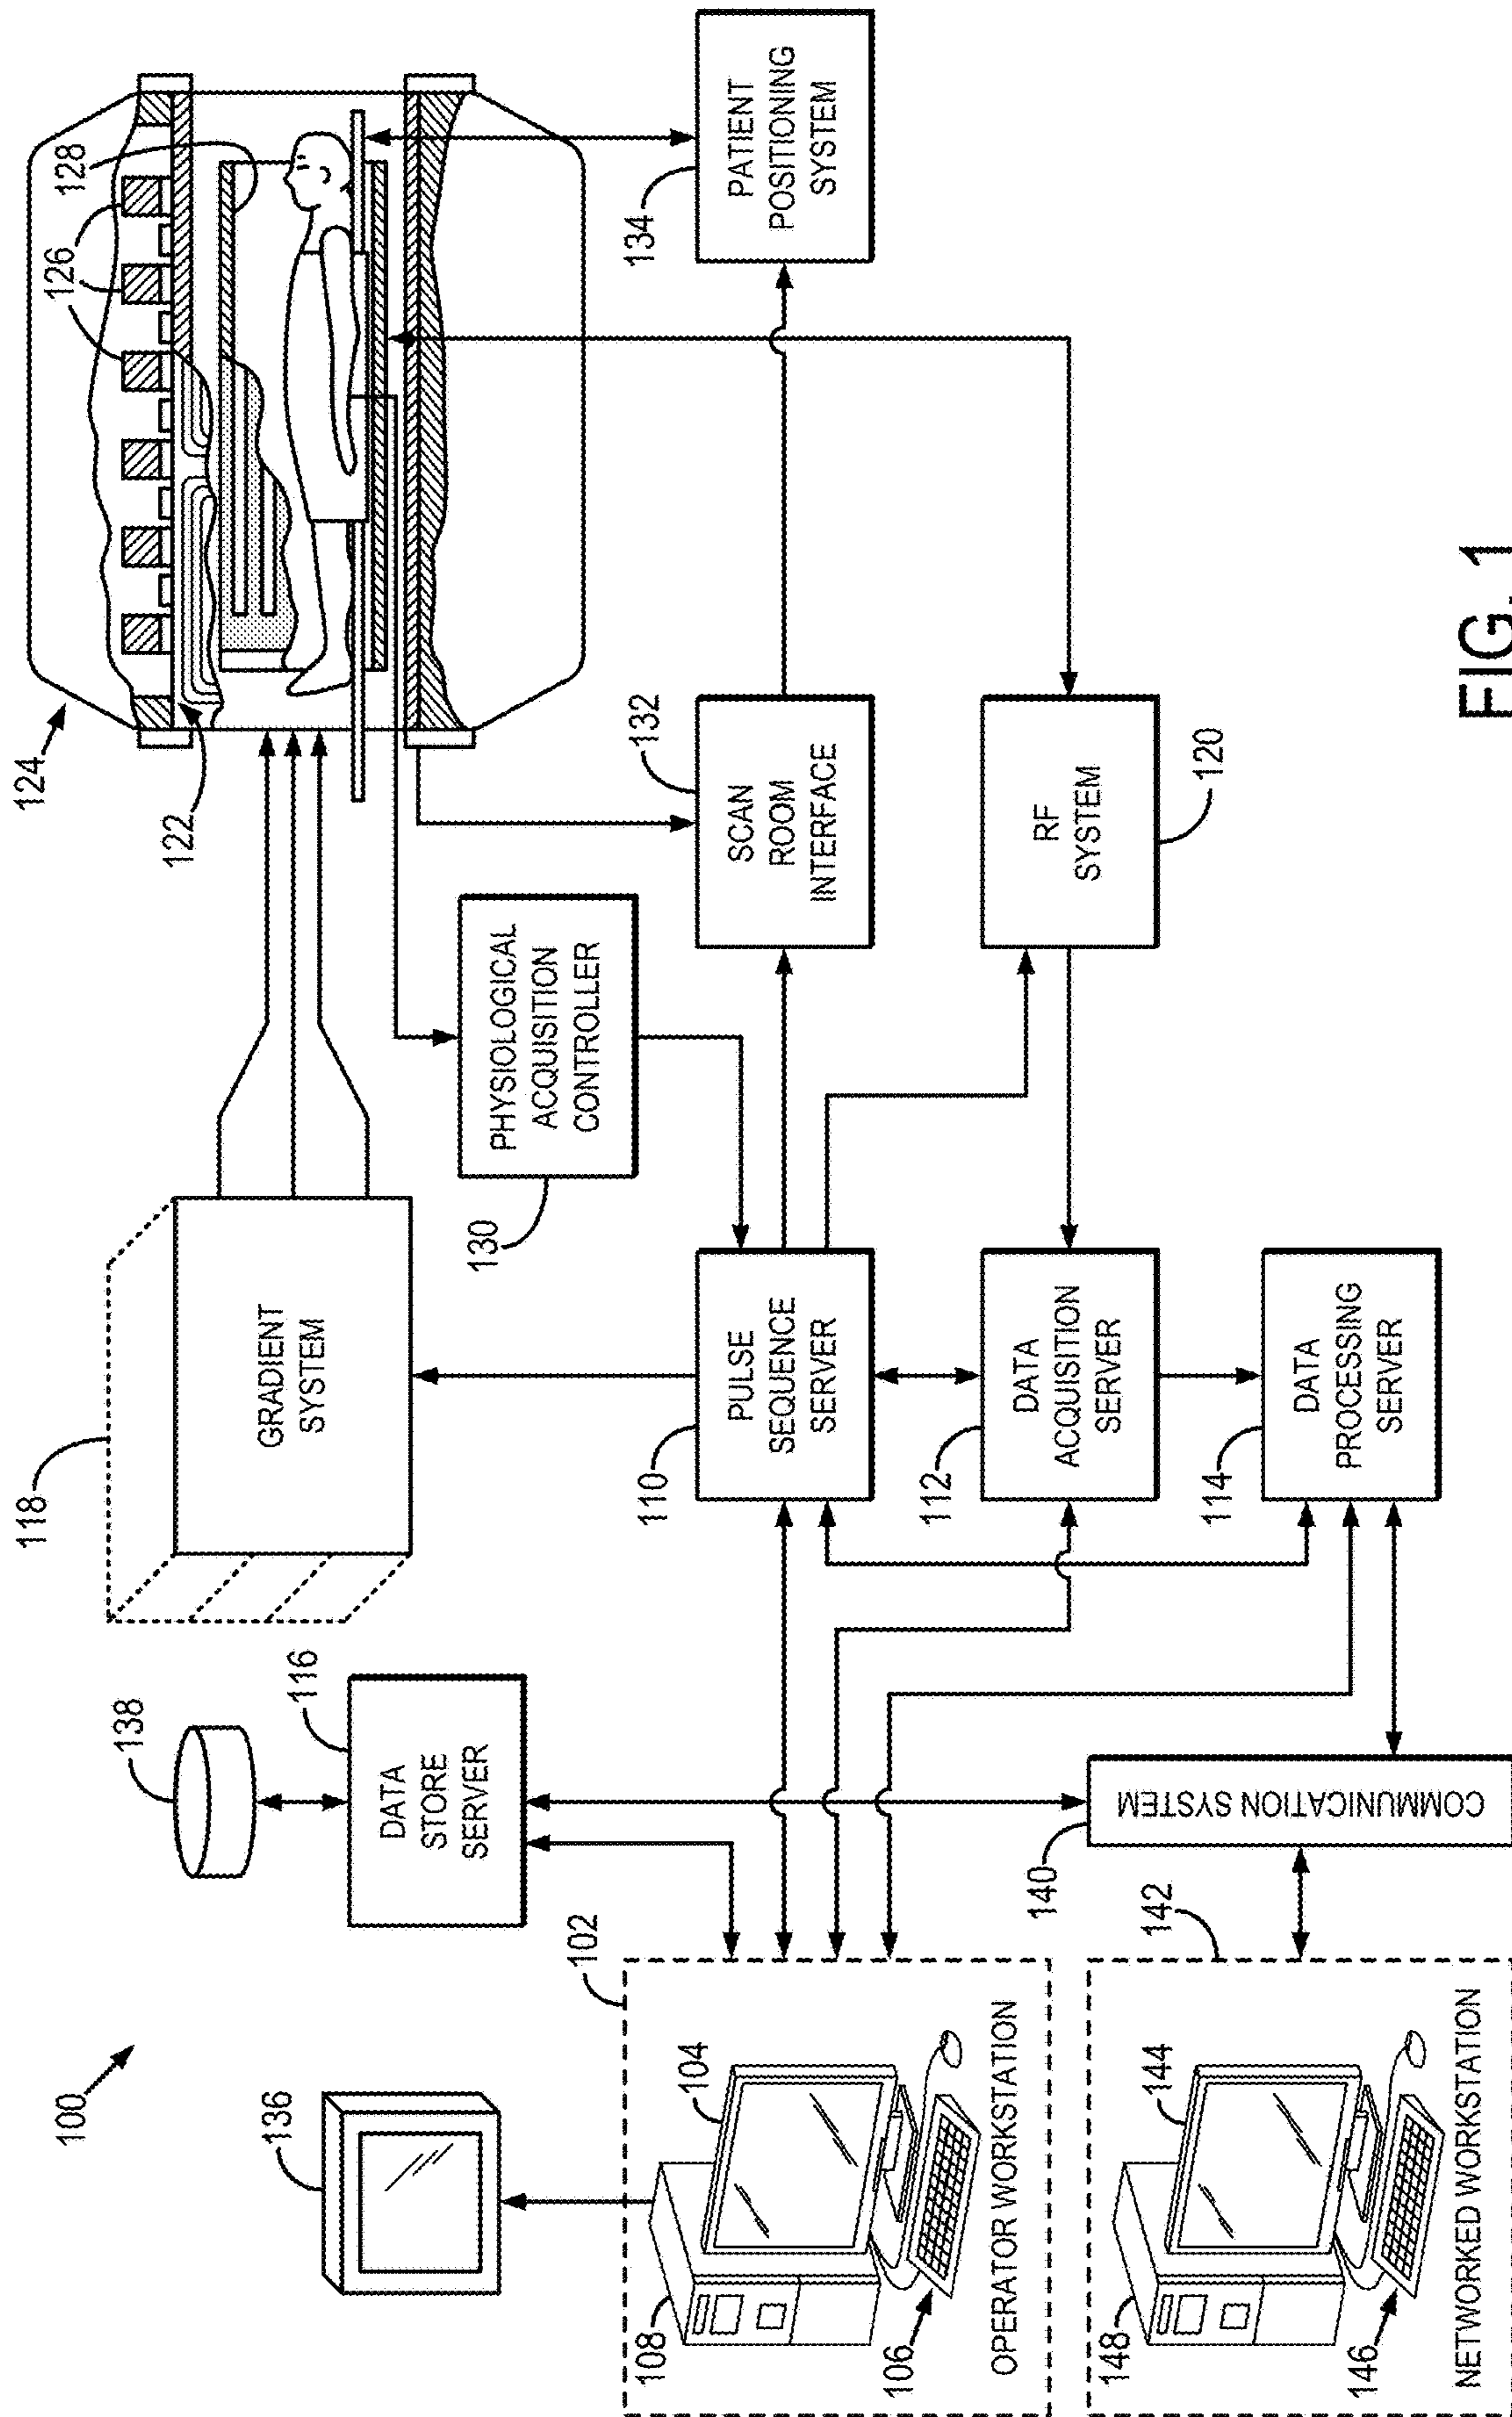 100
136
138
116
DATA
STORE
SERVER
118
GRADIENT
SYSTEM
124
122
126
128
130
PHYSIOLOGICAL
ACQUISITION
CONTROLLER
102
104
108
106
OPERATOR WORKSTATION
110
PULSE
SEQUENCE
SERVER
132
SCAN
ROOM
INTERFACE
134
PATIENT
POSITIONING
SYSTEM
112
DATA
ACQUISITION
SERVER
RF
SYSTEM
120
114
DATA
PROCESSING
SERVER
140
COMMUNICATION SYSTEM
142
144
148
146
NETWORKED WORKSTATION
FIG. 1